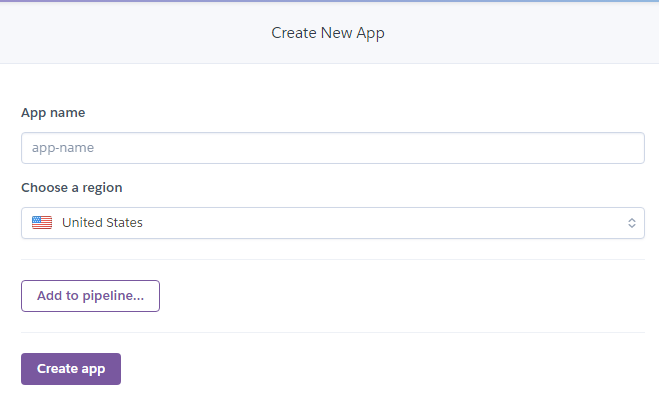 Create New App
App name
app-name
Choose a region
United States
Add to pipeline...
Create app